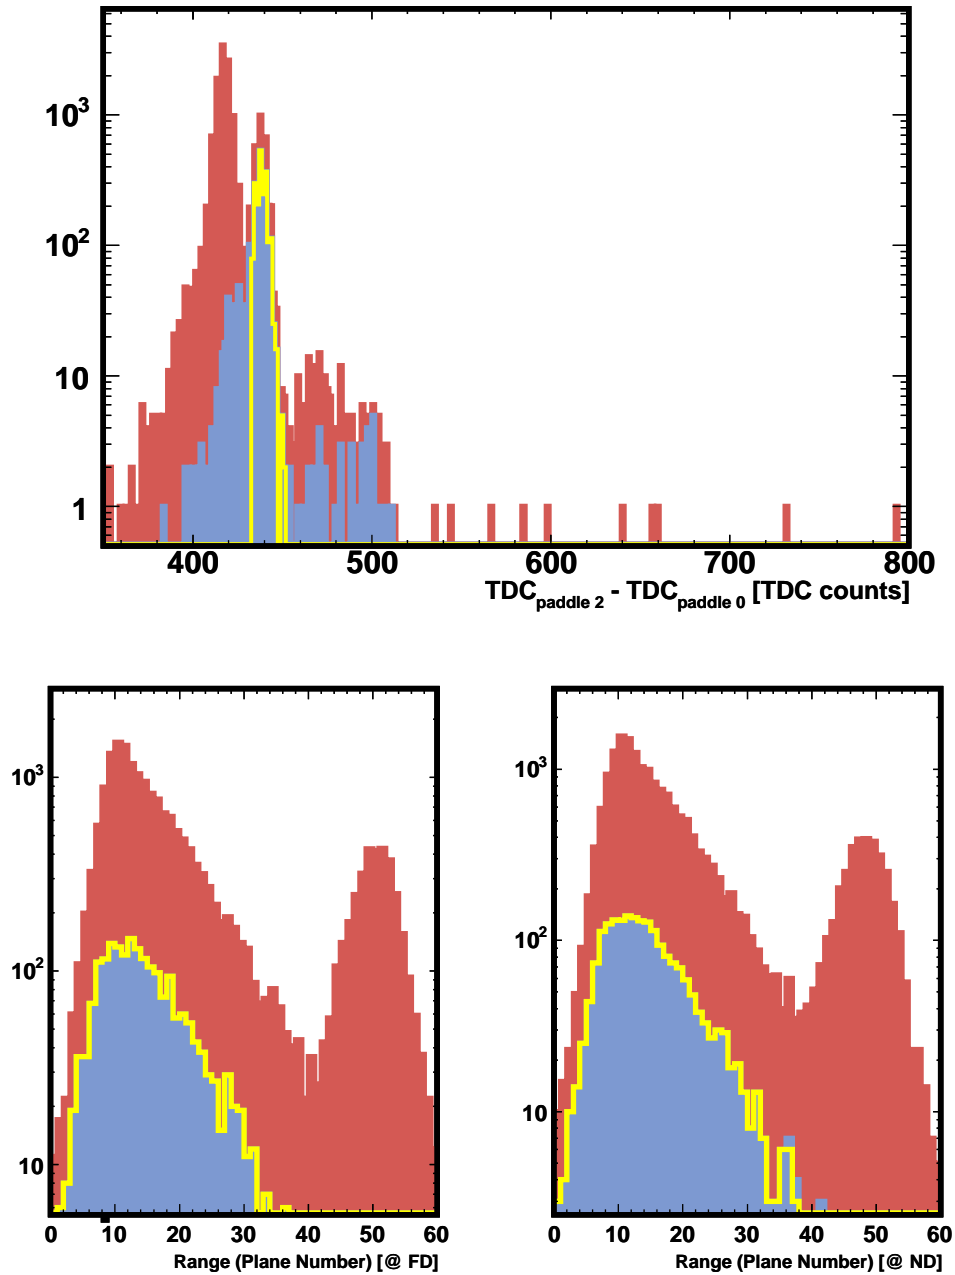 10³
10²
10
1
400 500 600 700 800
TDC_paddle 2 - TDC_paddle 0 [TDC counts]
10³ 10³
10² 10²
10 10
0 10 20 30 40 50 60 0 10 20 30 40 50 60
Range (Plane Number) [@ FD] Range (Plane Number) [@ ND]